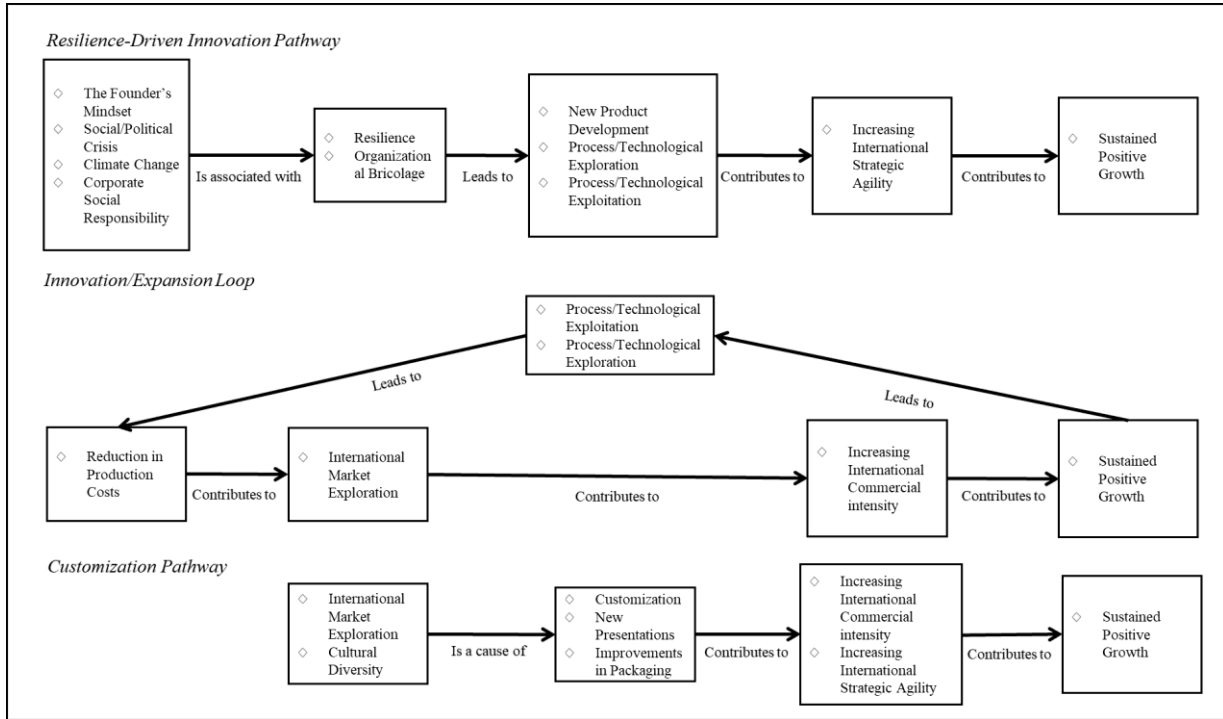 Resilience-Driven Innovation Pathway
The Founder's
Mindset
Social/Political
Crisis
Climate Change
Corporate
Social
Responsibility
Is associated with
Resilience
Organization
al Bricolage
Leads to
New Product
Development
Process/Technological
Exploration
Process/Technological
Exploitation
Contributes to
Increasing
International
Strategic
Agility
Contributes to
Sustained
Positive
Growth
Innovation/Expansion Loop
Process/Technological
Exploitation
Process/Technological
Exploration
Leads to
Leads to
Reduction in
Production
Costs
Contributes to
International
Market
Exploration
Contributes to
Increasing
International
Commercial
intensity
Contributes to
Sustained
Positive
Growth
Customization Pathway
International
Market
Exploration
Cultural
Diversity
Is a cause of
Customization
New
Presentations
Improvements
in Packaging
Contributes to
Increasing
International
Commercial
intensity
Increasing
International
Strategic Agility
Contributes to
Sustained
Positive
Growth